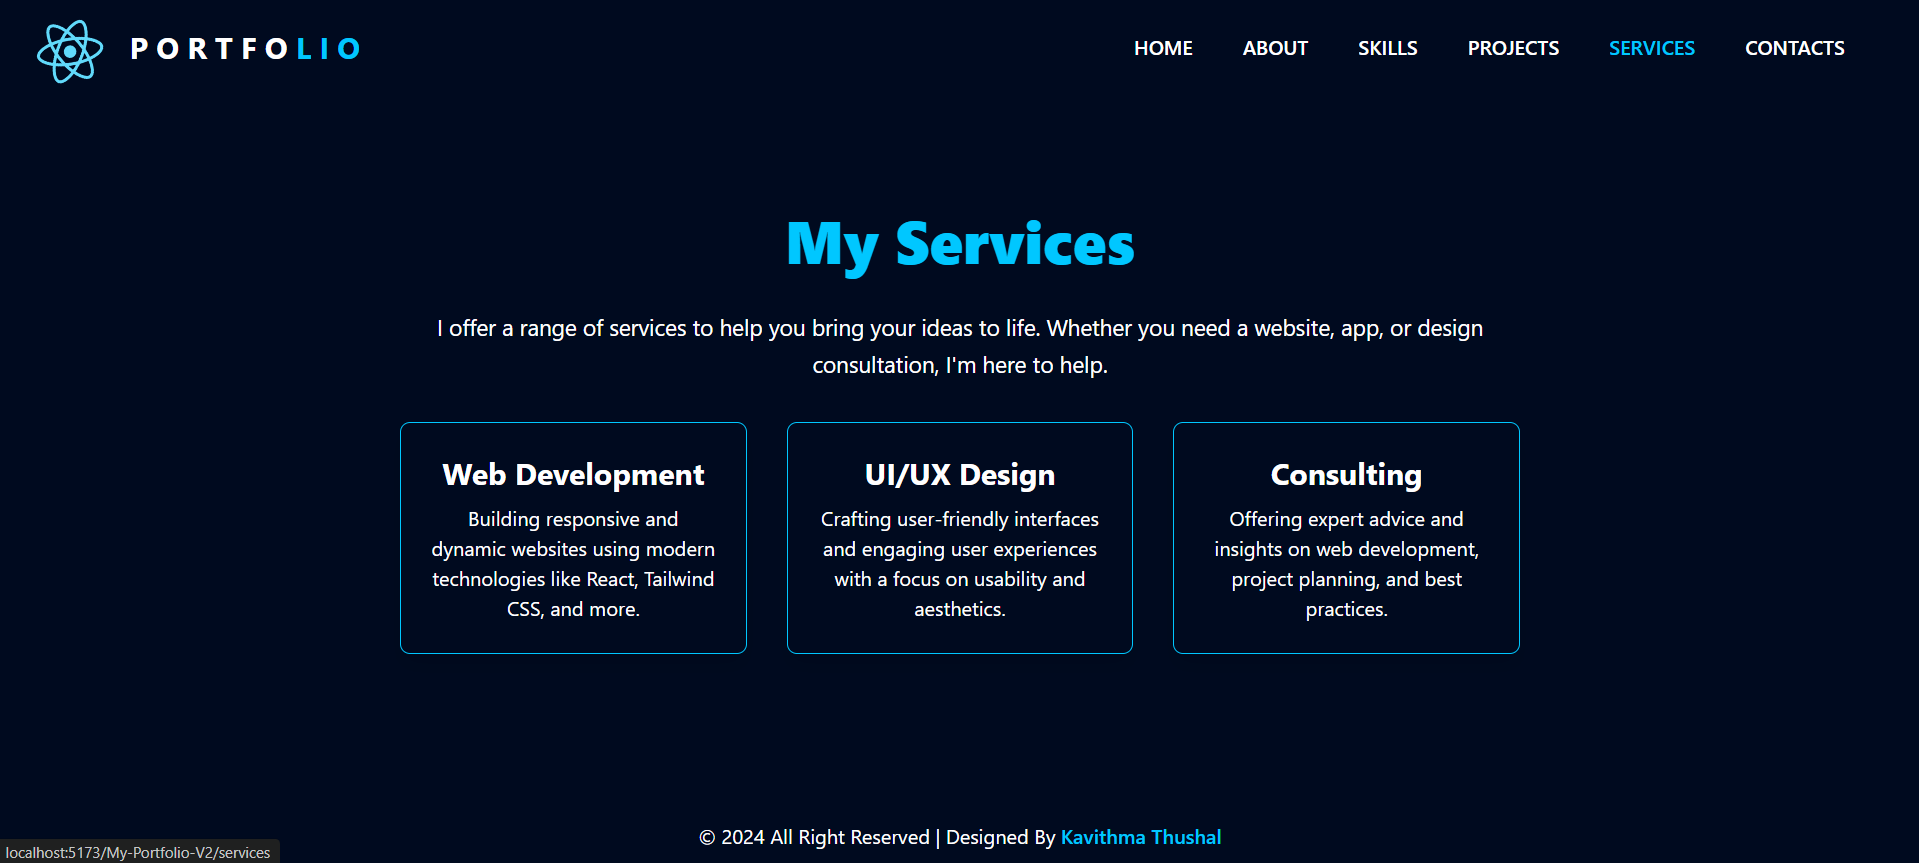 PORTFOLIO
HOME ABOUT SKILLS PROJECTS SERVICES CONTACTS
My Services
I offer a range of services to help you bring your ideas to life. Whether you need a website, app, or design
consultation, I'm here to help.
Web Development
Building responsive and
dynamic websites using modern
technologies like React, Tailwind
CSS, and more.
UI/UX Design
Crafting user-friendly interfaces
and engaging user experiences
with a focus on usability and
aesthetics.
Consulting
Offering expert advice and
insights on web development,
project planning, and best
practices.
© 2024 All Right Reserved | Designed By Kavithma Thushal
localhost:5173/My-Portfolio-V2/services